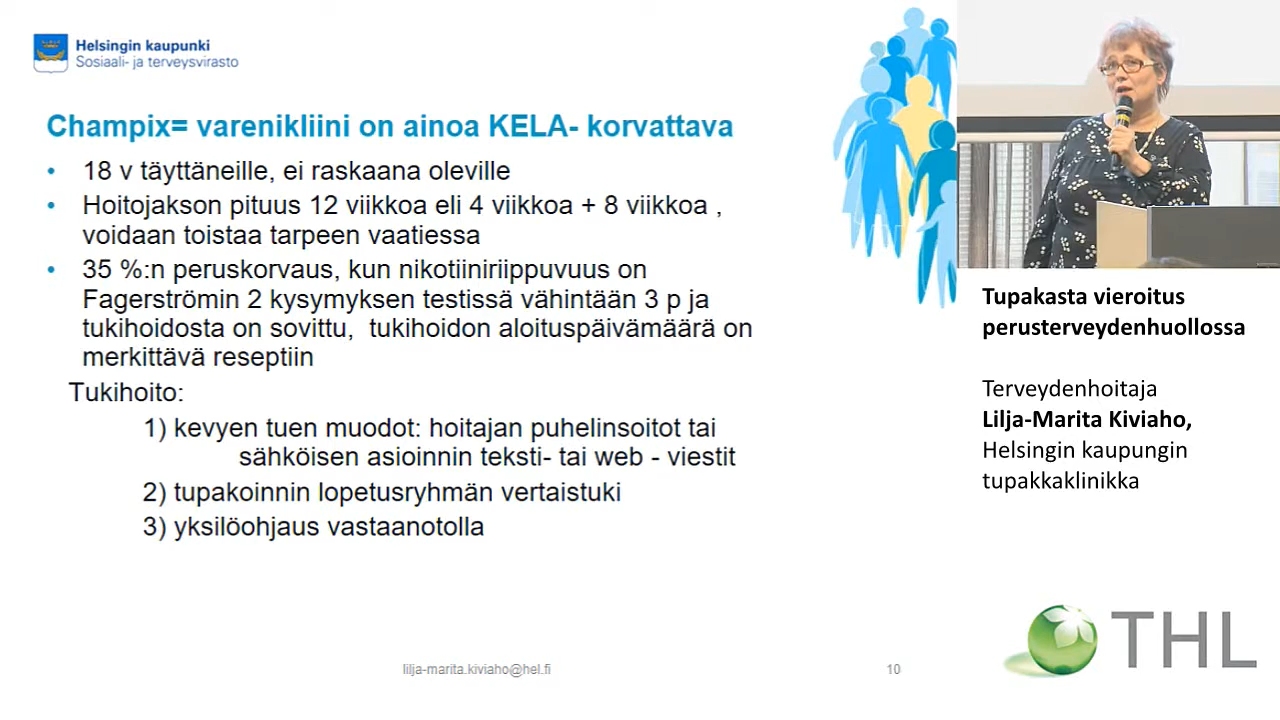 Helsingin kaupunki
Sosiaali- ja terveysvirasto
Champix= varenikliini on ainoa KELA- korvattava
• 18 v täyttäneille, ei raskaana oleville
• Hoitojakson pituus 12 viikkoa eli 4 viikkoa + 8 viikkoa ,
voidaan toistaa tarpeen vaatiessa
• 35 %:n peruskorvaus, kun nikotiiniriippuvuus on
Fagerströmin 2 kysymyksen testissä vähintään 3 p ja
tukihoidosta on sovittu, tukihoidon aloituspäivämäärä on
merkittävä reseptiin
Tukihoito:
1) kevyen tuen muodot: hoitajan puhelinsoitot tai
sähköisen asioinnin teksti- tai web - viestit
2) tupakoinnin lopetusryhmän vertaistuki
3) yksilöohjaus vastaanotolla
lilja-marita.kiviaho@hel.fi
10
Tupakasta vieroitus
perusterveydenhuollossa
Terveydenhoitaja
Lilja-Marita Kiviaho,
Helsingin kaupungin
tupakkaklinikka
THL